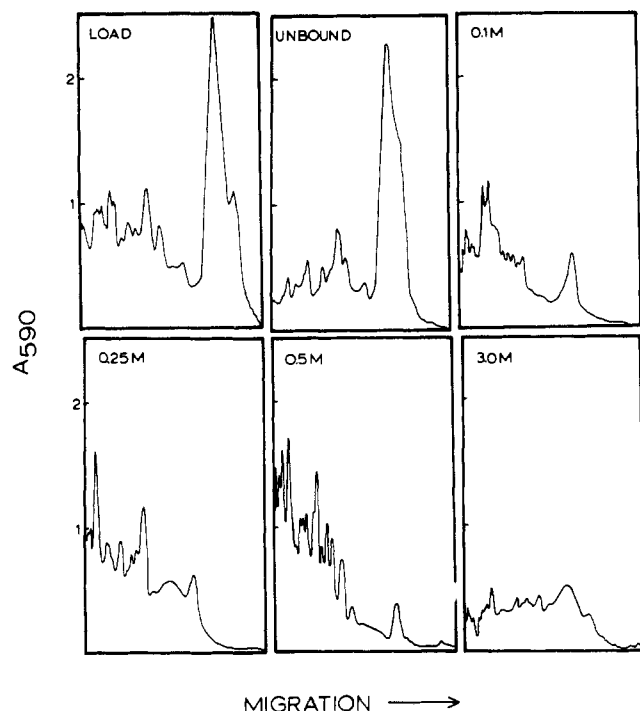 LOAD
UNBOUND
0.1M
2
1
A590
0.25M
0.5M
3.0M
2
1
MIGRATION